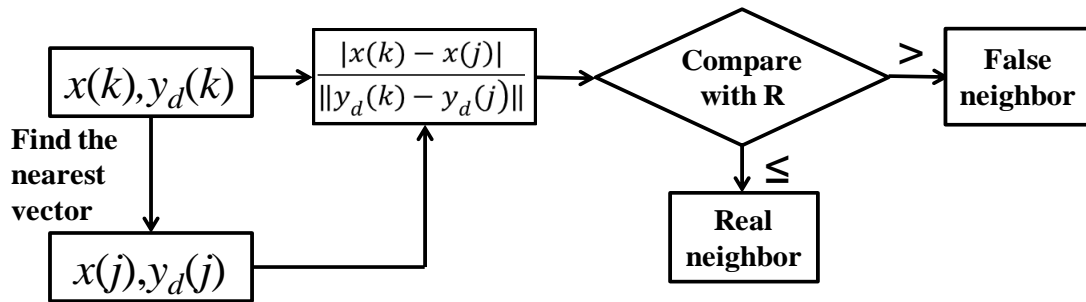 x(k),y_d(k)
Find the
nearest
vector
x(j),y_d(j)
|x(k) − x(j)|
‖y_d(k) − y_d(j)‖
Compare
with R
>
False
neighbor
≤
Real
neighbor